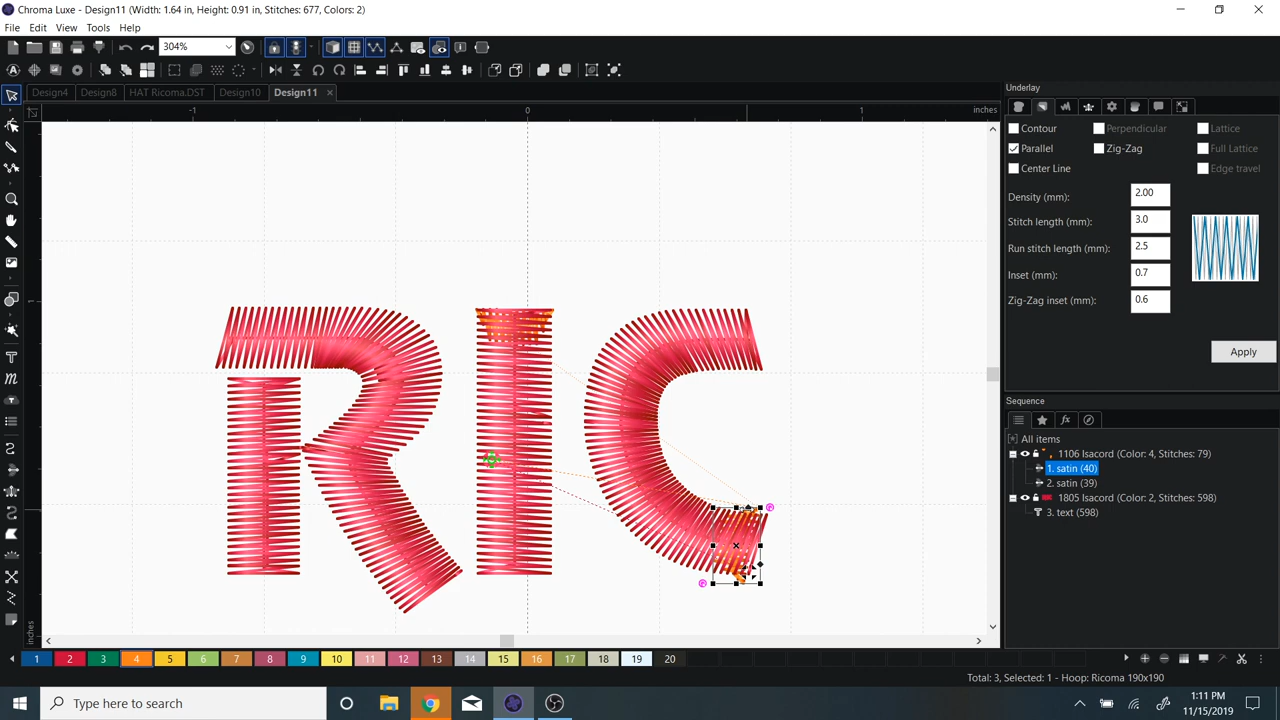 Chroma Luxe - Design11 (Width: 1.64 in, Height: 0.91 in, Stitches: 677, Colors: 2)
File Edit View Tools Help
304%
Design4 Design8 HAT Ricoma.DST Design10 Design11
-1 0 1 inches
inches
RIC
Underlay
Contour Perpendicular Lattice
Parallel Zig-Zag Full Lattice
Center Line Edge travel
Density (mm): 2.00
Stitch length (mm): 3.0
Run stitch length (mm): 2.5
Inset (mm): 0.7
Zig-Zag inset (mm): 0.6
Apply
Sequence
All items
1106 Isacord (Color: 4, Stitches: 79)
1. satin (40)
2. satin (39)
1805 Isacord (Color: 2, Stitches: 598)
3. text (598)
1 2 3 4 5 6 7 8 9 10 11 12 13 14 15 16 17 18 19 20
Total: 3, Selected: 1 - Hoop: Ricoma 190x190
Type here to search
1:11 PM
11/15/2019